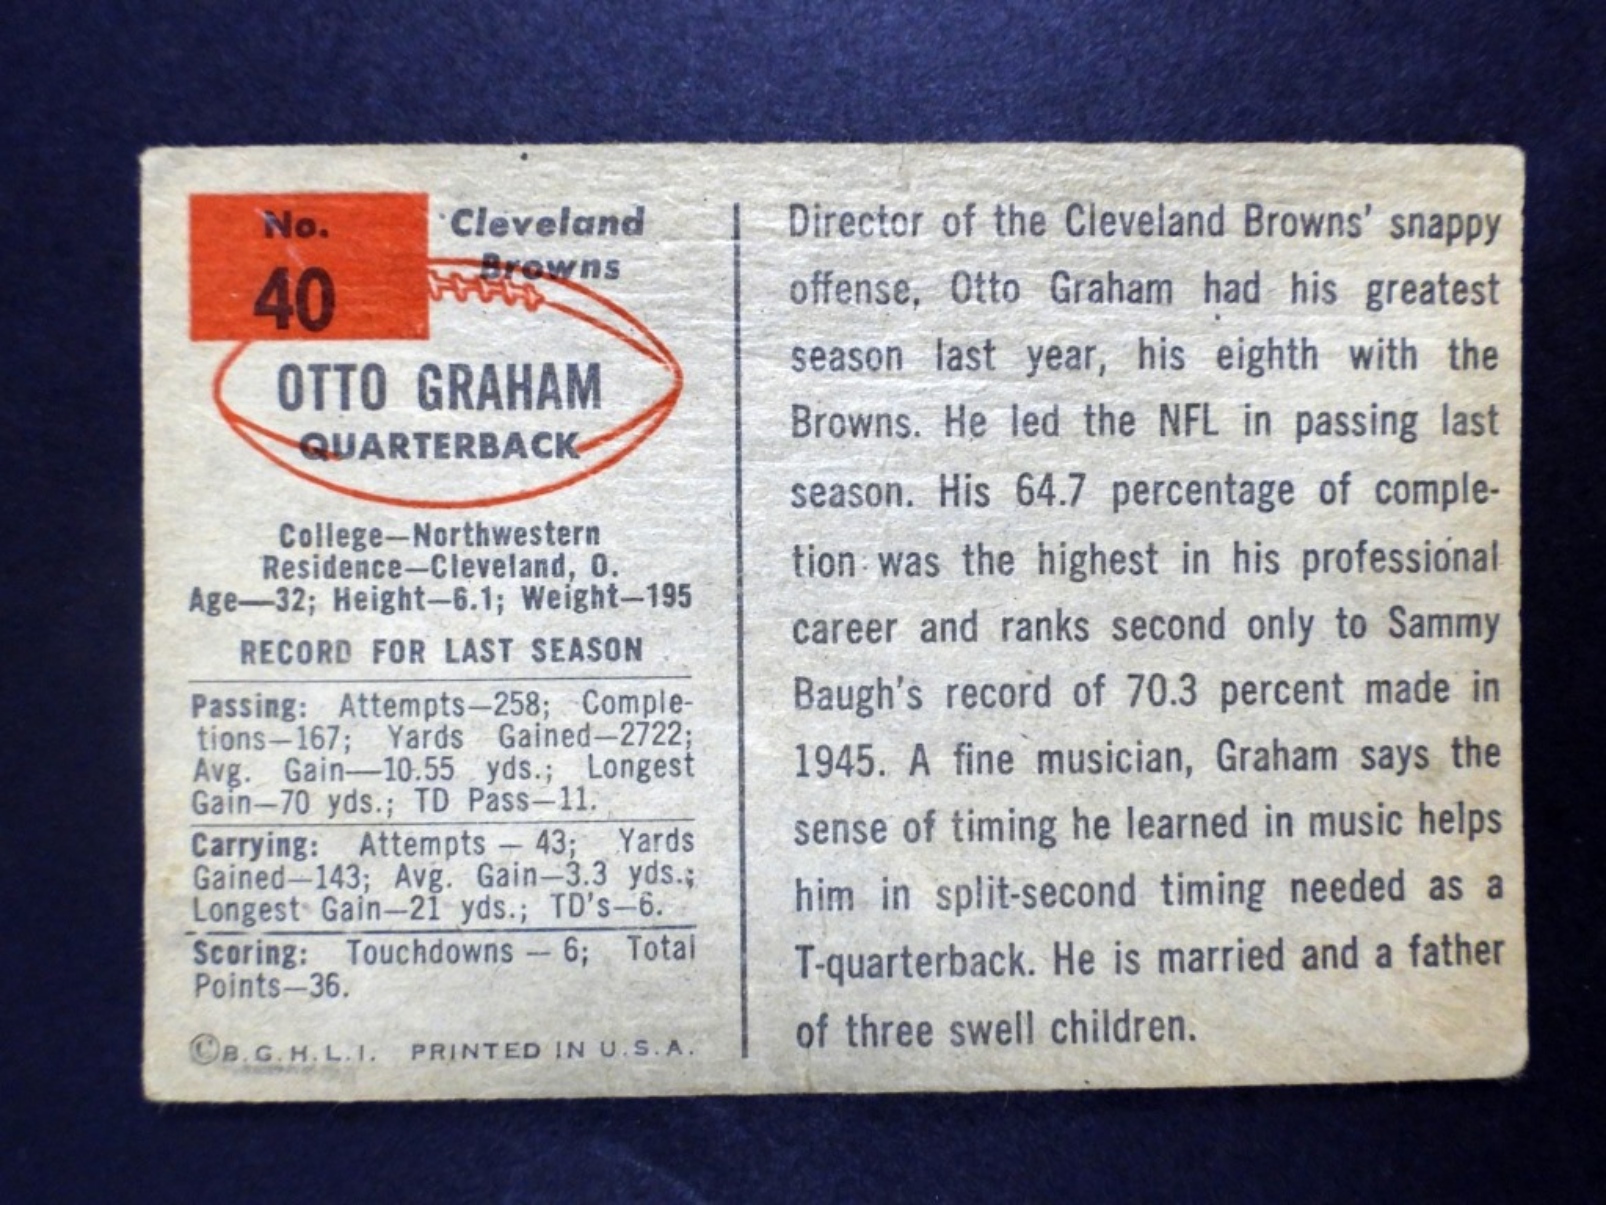 No.
40
Cleveland
Browns
OTTO GRAHAM
QUARTERBACK
College—Northwestern
Residence—Cleveland, O.
Age—32; Height—6.1; Weight—195
RECORD FOR LAST SEASON
Passing: Attempts—258; Comple-
tions—167; Yards Gained—2722;
Avg. Gain—10.55 yds.; Longest
Gain—70 yds.; TD Pass—11.
Carrying: Attempts — 43; Yards
Gained—143; Avg. Gain—3.3 yds.;
Longest Gain—21 yds.; TD's—6.
Scoring: Touchdowns — 6; Total
Points—36.
©B.G.H.L.I. PRINTED IN U.S.A.
Director of the Cleveland Browns' snappy
offense, Otto Graham had his greatest
season last year, his eighth with the
Browns. He led the NFL in passing last
season. His 64.7 percentage of comple-
tion was the highest in his professional
career and ranks second only to Sammy
Baugh's record of 70.3 percent made in
1945. A fine musician, Graham says the
sense of timing he learned in music helps
him in split-second timing needed as a
T-quarterback. He is married and a father
of three swell children.